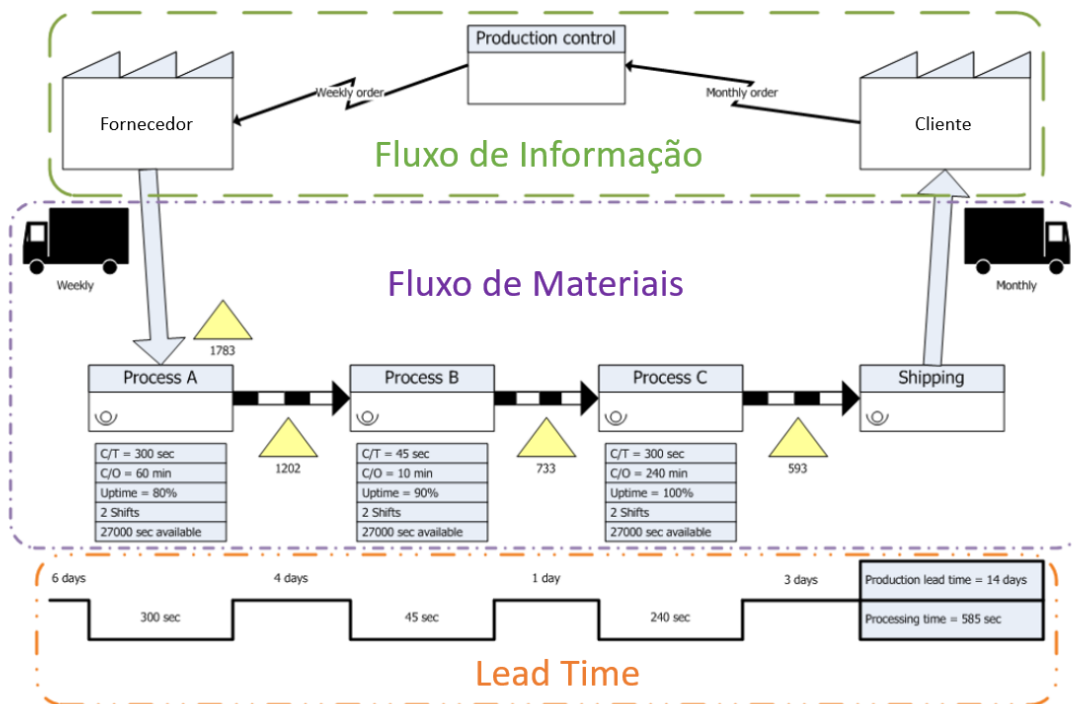 Production control
Weekly order
Monthly order
Fornecedor
Cliente
Fluxo de Informação
Weekly
Fluxo de Materiais
Monthly
1783
Process A
Process B
Process C
Shipping
1202
733
593
C/T = 300 sec
C/O = 60 min
Uptime = 80%
2 Shifts
27000 sec available
C/T = 45 sec
C/O = 10 min
Uptime = 90%
2 Shifts
27000 sec available
C/T = 300 sec
C/O = 240 min
Uptime = 100%
2 Shifts
27000 sec available
6 days
4 days
1 day
3 days
Production lead time = 14 days
300 sec
45 sec
240 sec
Processing time = 585 sec
Lead Time